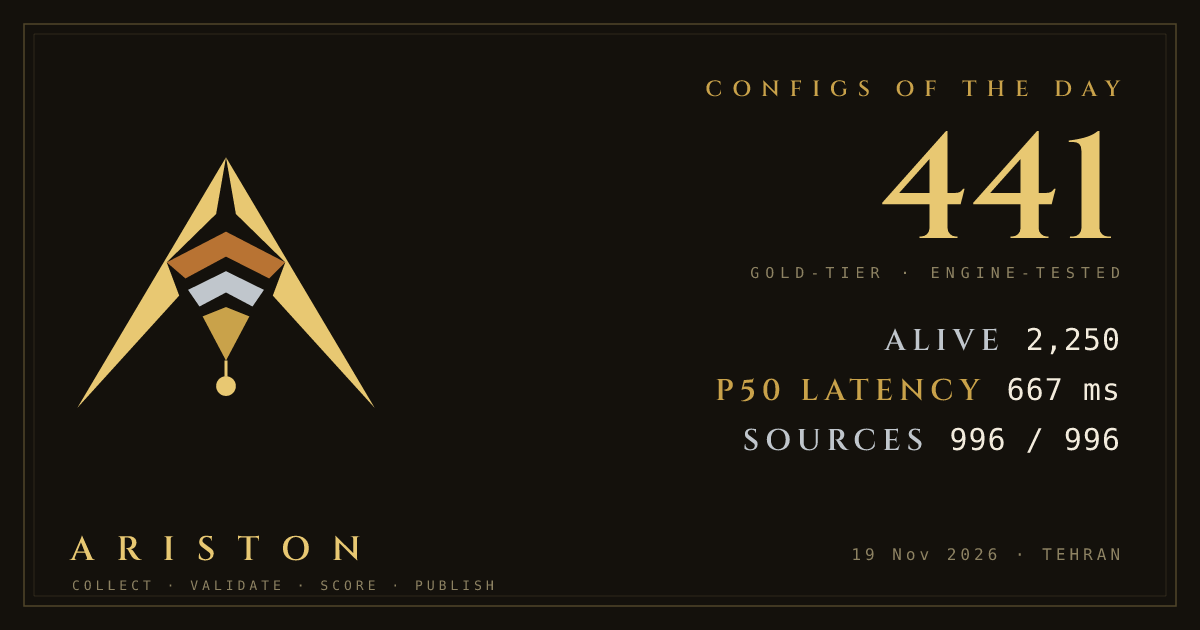 CONFIGS OF THE DAY
441
GOLD-TIER · ENGINE-TESTED
ALIVE 2,250
P50 LATENCY 667 ms
SOURCES 996 / 996
ARISTON
COLLECT · VALIDATE · SCORE · PUBLISH
19 Nov 2026 · TEHRAN